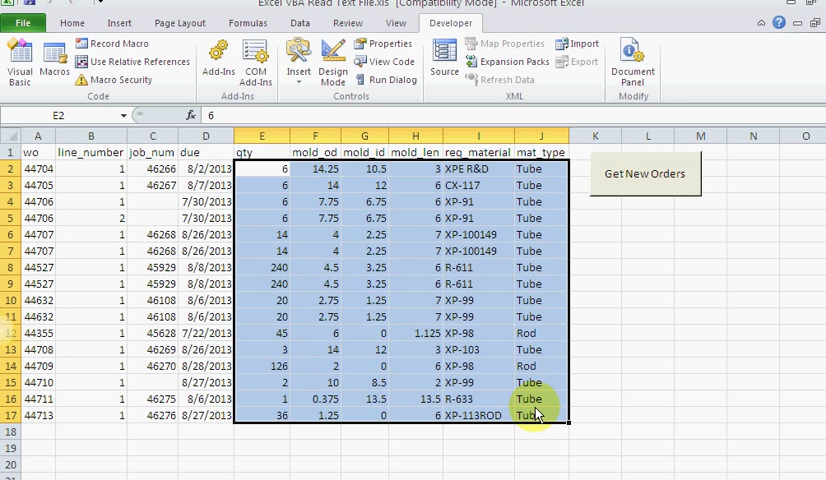 Excel VBA Read Text File.xls [Compatibility Mode] - Microsoft Excel
File Home Insert Page Layout Formulas Data Review View Developer
Visual Basic
Macros
Record Macro
Use Relative References
Macro Security
Code
Add-Ins
COM Add-Ins
Add-Ins
Insert
Design Mode
Properties
View Code
Run Dialog
Controls
Source
Map Properties
Expansion Packs
Refresh Data
Import
Export
XML
Document Panel
Modify
E2 fx 6
A B C D E F G H I J K L M N O
1 wo line_number job_num due qty mold_od mold_id mold_len req_material mat_type
2 44704 1 46266 8/2/2013 6 14.25 10.5 3 XPE R&D Tube
3 44706 1 46267 8/7/2013 6 14 12 6 CX-117 Tube
4 44706 1 7/30/2013 6 7.75 6.75 6 XP-91 Tube
5 44706 2 7/30/2013 6 7.75 6.75 6 XP-91 Tube
6 44707 1 46268 8/26/2013 14 4 2.25 7 XP-100149 Tube
7 44707 1 46268 8/26/2013 14 4 2.25 7 XP-100149 Tube
8 44527 1 45929 8/8/2013 240 4.5 3.25 6 R-611 Tube
9 44527 1 45929 8/8/2013 240 4.5 3.25 6 R-611 Tube
10 44632 1 46108 8/6/2013 20 2.75 1.25 7 XP-99 Tube
11 44632 1 46108 8/6/2013 20 2.75 1.25 7 XP-99 Tube
12 44355 1 45628 7/22/2013 45 6 0 1.125 XP-98 Rod
13 44708 1 46269 8/26/2013 3 14 12 3 XP-103 Tube
14 44709 1 46270 8/28/2013 126 2 0 6 XP-98 Rod
15 44710 1 8/27/2013 2 10 8.5 2 XP-99 Tube
16 44711 1 46275 8/6/2013 1 0.375 13.5 13.5 R-633 Tube
17 44713 1 46276 8/27/2013 36 1.25 0 6 XP-113ROD Tube
18
19
20
21
Get New Orders